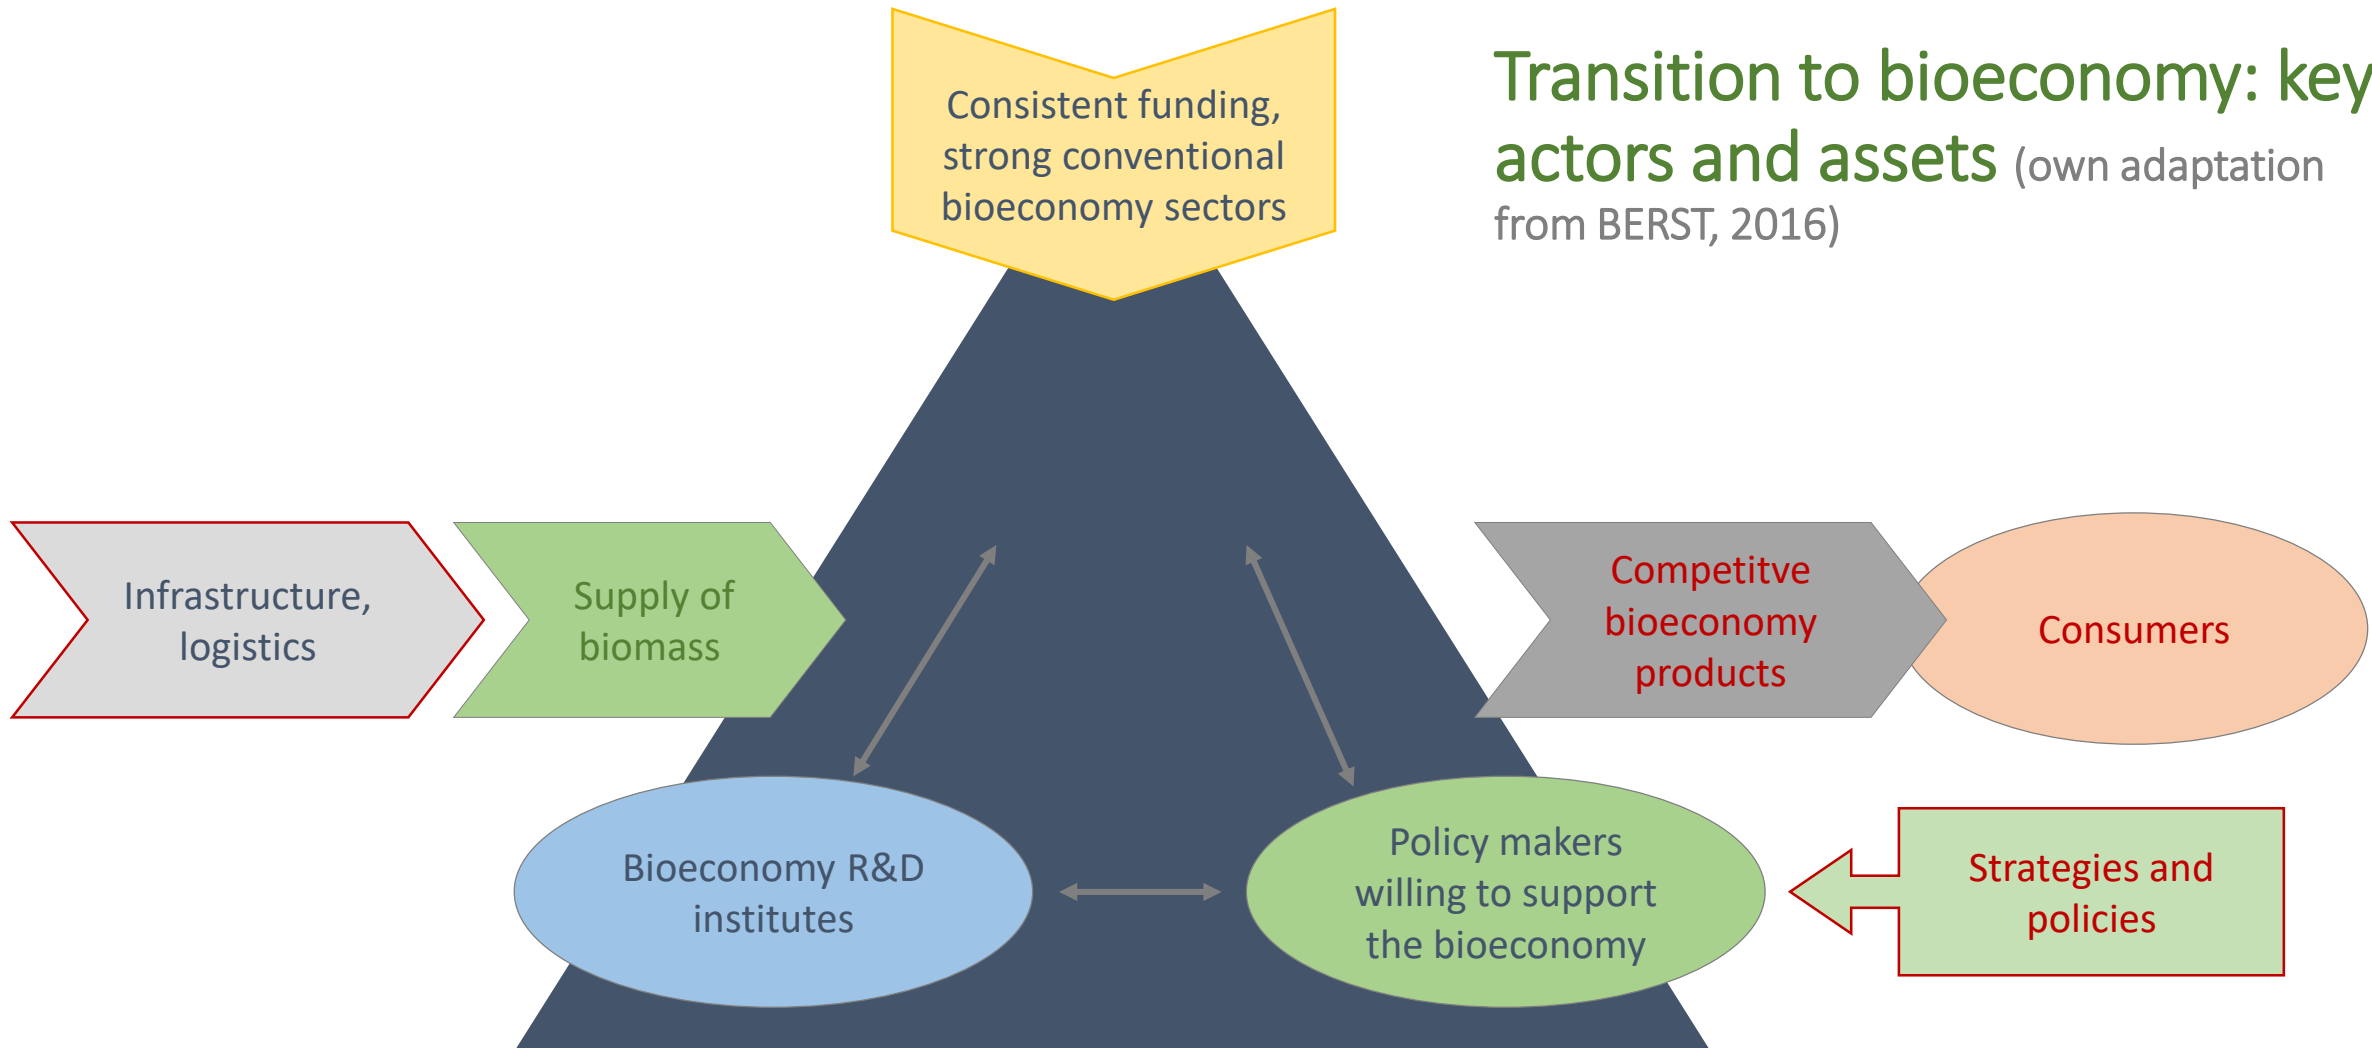 Transition to bioeconomy: key
actors and assets (own adaptation
from BERST, 2016)
Consistent funding,
strong conventional
bioeconomy sectors
Infrastructure,
logistics
Supply of
biomass
Competitve
bioeconomy
products
Consumers
Bioeconomy R&D
institutes
Policy makers
willing to support
the bioeconomy
Strategies and
policies